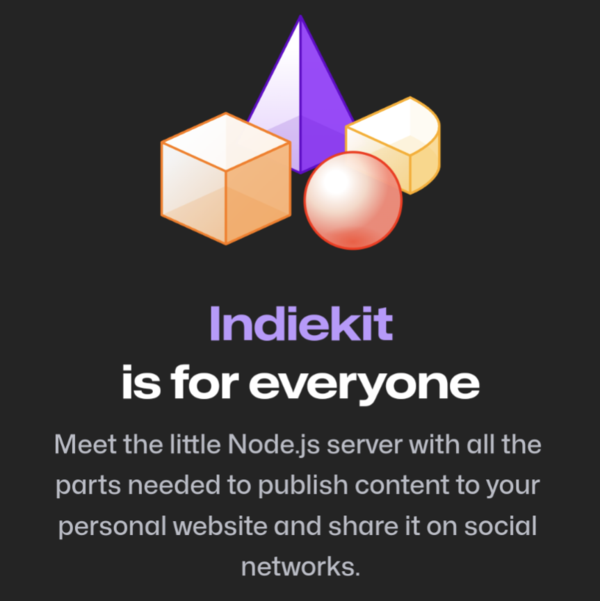 Indiekit
is for everyone
Meet the little Node.js server with all the
parts needed to publish content to your
personal website and share it on social
networks.